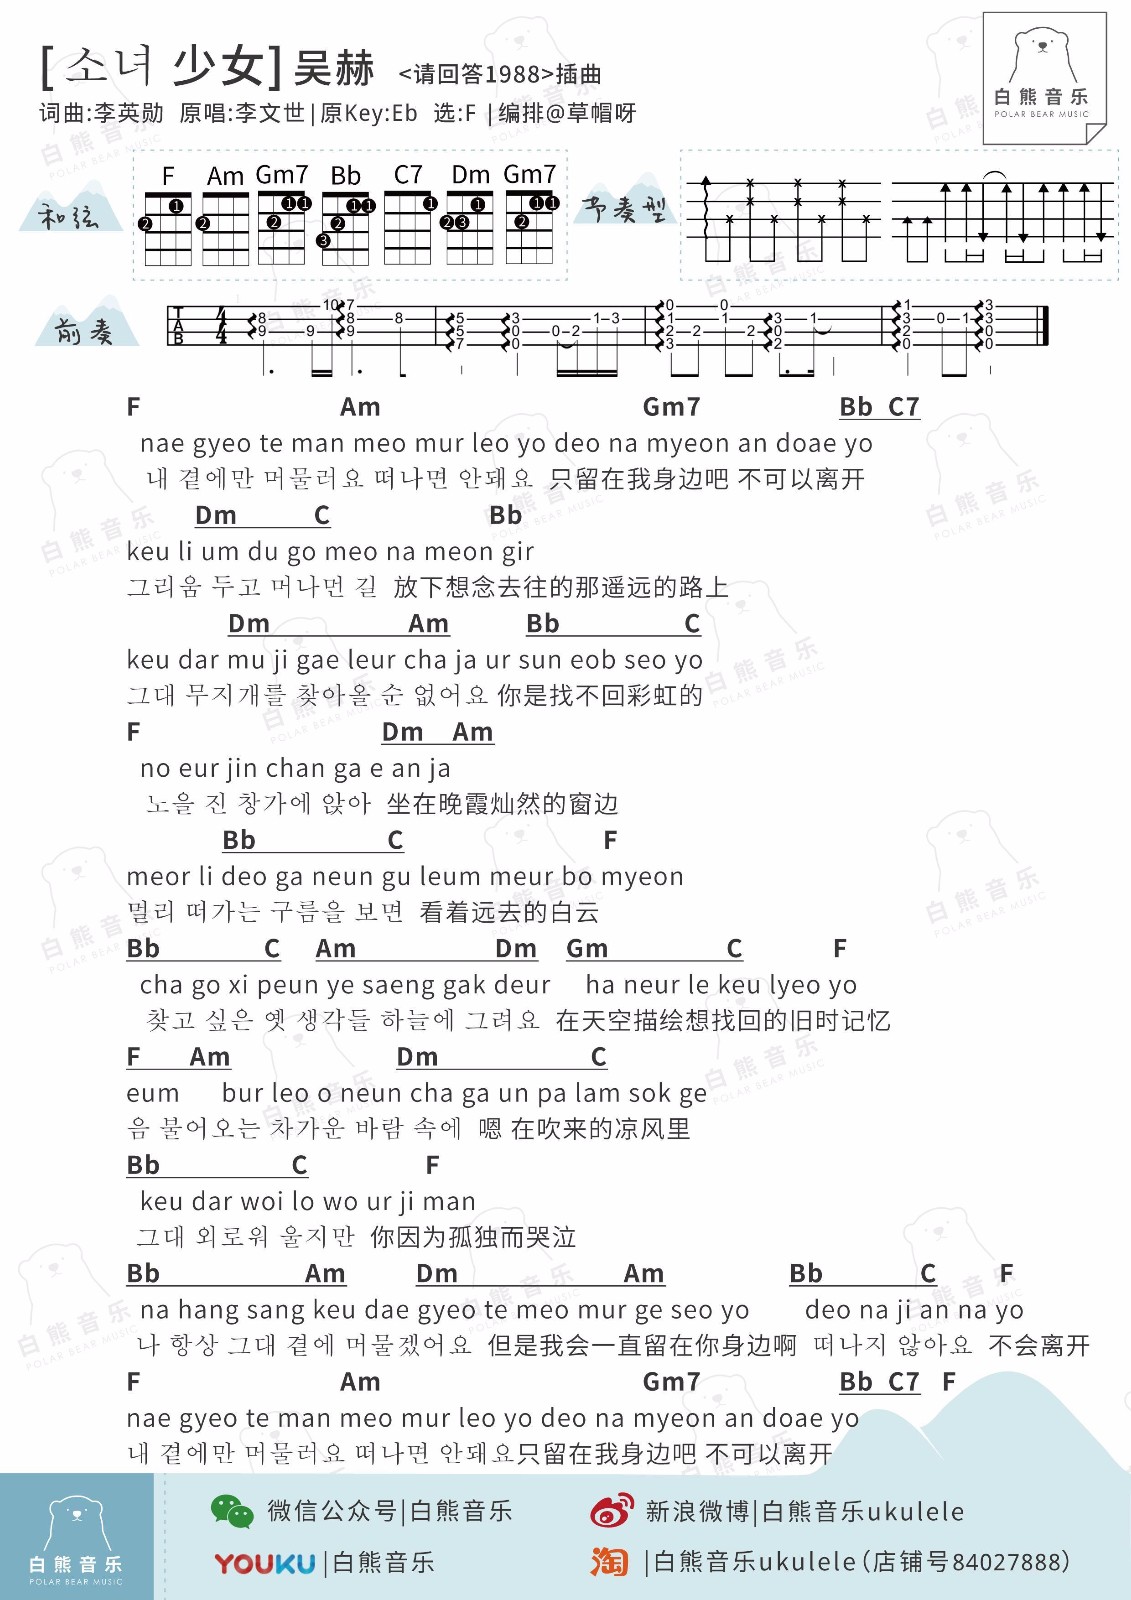 [소녀 少女] 吴赫 <请回答1988>插曲
词曲:李英勋 原唱:李文世|原Key:Eb 选:F |编排@草帽呀
白熊音乐
POLAR BEAR MUSIC
F Am Gm7 Bb C7 Dm Gm7
和弦
节奏型
前奏
F Am Gm7 Bb C7
nae gyeo te man meo mur leo yo deo na myeon an doae yo
내 곁에만 머물러요 떠나면 안돼요 只留在我身边吧 不可以离开
Dm C Bb
keu li um du go meo na meon gir
그리움 두고 머나먼 길 放下想念去往的那遥远的路上
Dm Am Bb C
keu dar mu ji gae leur cha ja ur sun eob seo yo
그대 무지개를 찾아올 순 없어요 你是找不回彩虹的
F Dm Am
no eur jin chan ga e an ja
노을 진 창가에 앉아 坐在晚霞灿然的窗边
Bb C F
meor li deo ga neun gu leum meur bo myeon
멀리 떠가는 구름을 보면 看着远去的白云
Bb C Am Dm Gm C F
cha go xi peun ye saeng gak deur ha neur le keu lyeo yo
찾고 싶은 옛 생각들 하늘에 그려요 在天空描绘想找回的旧时记忆
F Am Dm C
eum bur leo o neun cha ga un pa lam sok ge
음 불어오는 차가운 바람 속에 嗯 在吹来的凉风里
Bb C F
keu dar woi lo wo ur ji man
그대 외로워 울지만 你因为孤独而哭泣
Bb Am Dm Am Bb C F
na hang sang keu dae gyeo te meo mur ge seo yo deo na ji an na yo
나 항상 그대 곁에 머물겠어요 但是我会一直留在你身边啊 떠나지 않아요 不会离开
F Am Gm7 Bb C7 F
nae gyeo te man meo mur leo yo deo na myeon an doae yo
내 곁에만 머물러요 떠나면 안돼요只留在我身边吧 不可以离开
白熊音乐
POLAR BEAR MUSIC
微信公众号|白熊音乐
新浪微博|白熊音乐ukulele
YOUKU |白熊音乐
淘 |白熊音乐ukulele(店铺号84027888)